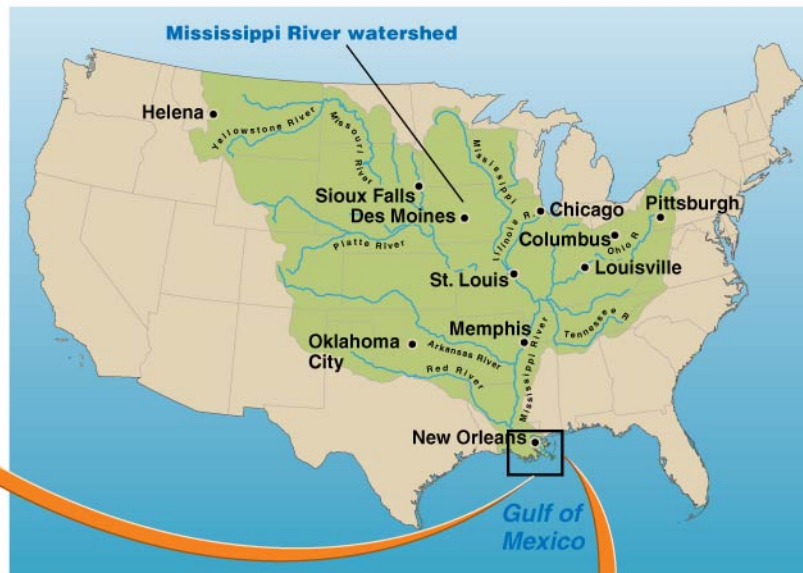 Mississippi River watershed
Helena
Yellowstone River
Missouri River
Mississippi
Sioux Falls
Des Moines
Chicago
Pittsburgh
Illinois R.
Columbus
Ohio R
Platte River
St. Louis
Louisville
Memphis
Tennessee R
Oklahoma
City
Arkansas River
Mississippi River
Red River
New Orleans
Gulf of
Mexico